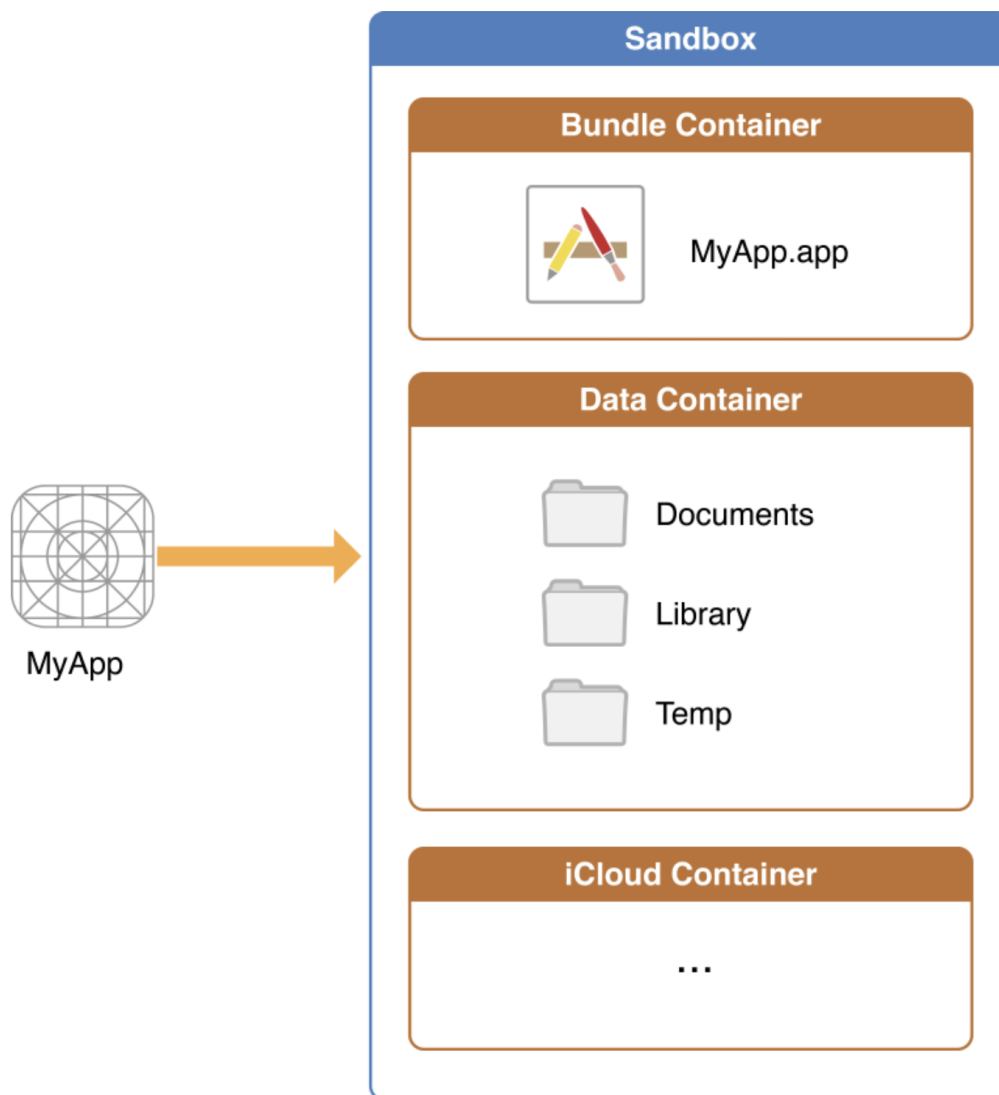 Sandbox
Bundle Container
MyApp.app
Data Container
Documents
Library
Temp
MyApp
iCloud Container
...